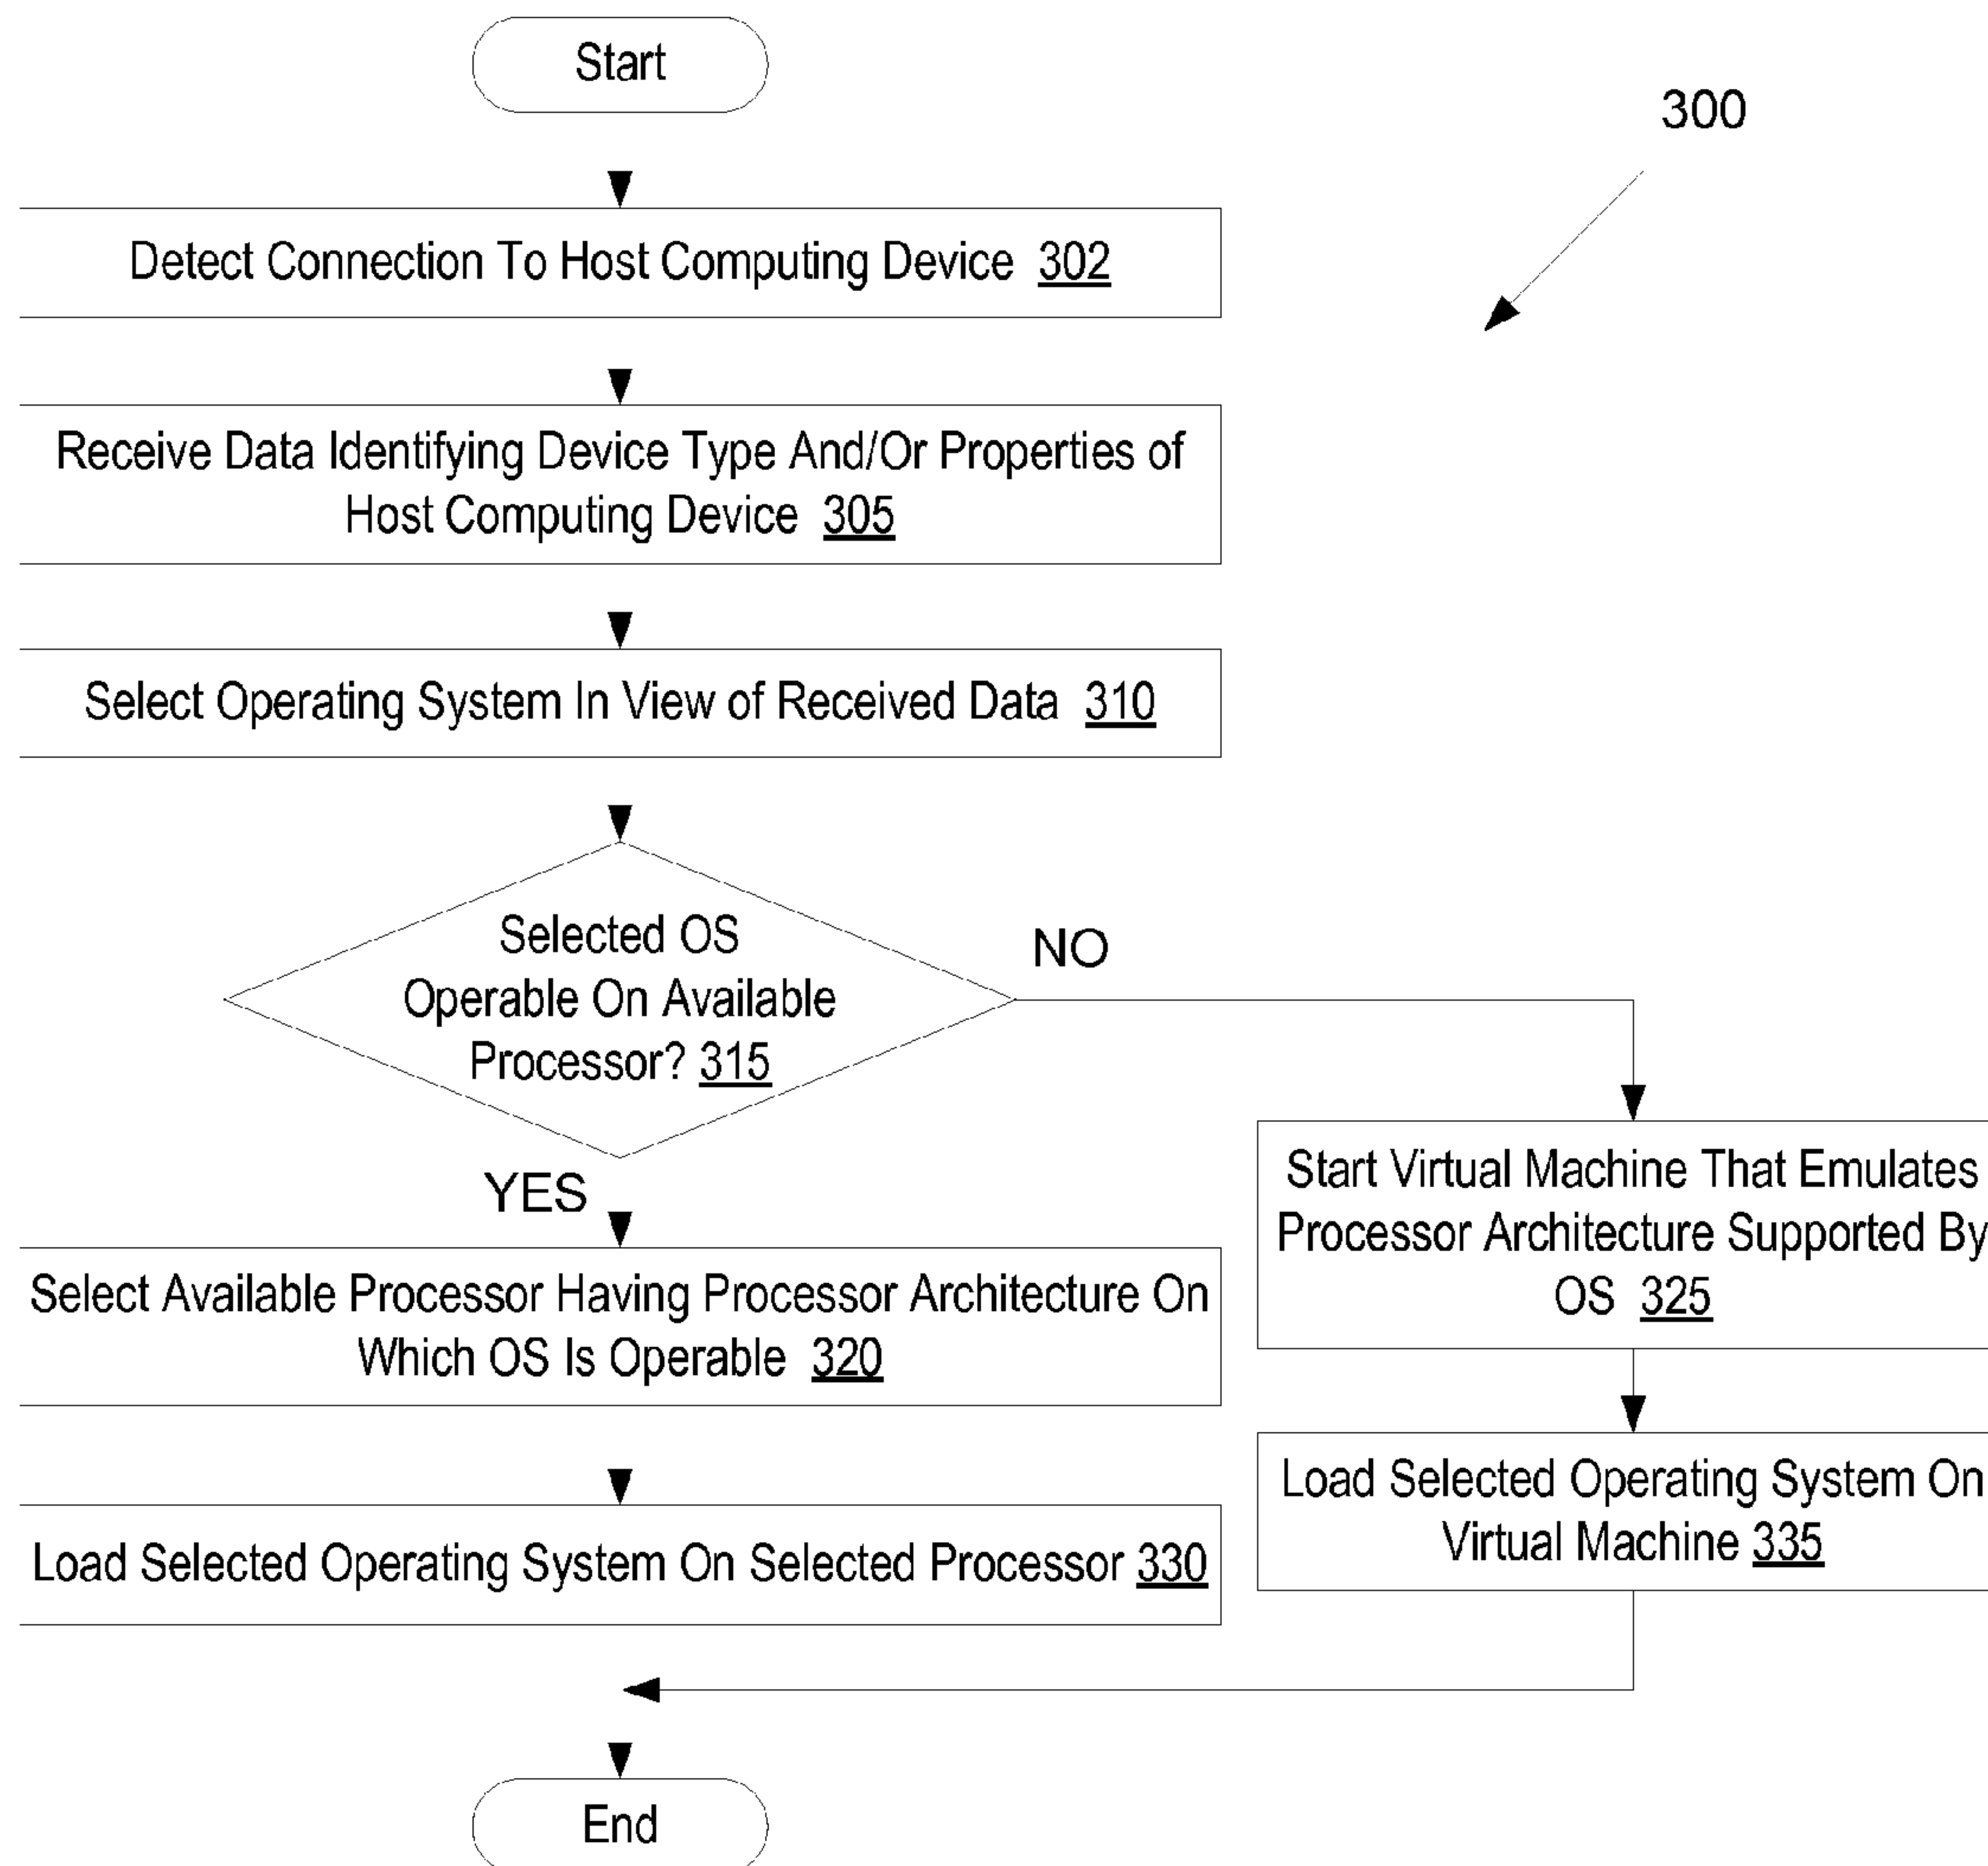 Start
300
Detect Connection To Host Computing Device 302
Receive Data Identifying Device Type And/Or Properties of
Host Computing Device 305
Select Operating System In View of Received Data 310
Selected OS
Operable On Available
Processor? 315
NO
YES
Start Virtual Machine That Emulates
Processor Architecture Supported By
OS 325
Select Available Processor Having Processor Architecture On
Which OS Is Operable 320
Load Selected Operating System On
Virtual Machine 335
Load Selected Operating System On Selected Processor 330
End